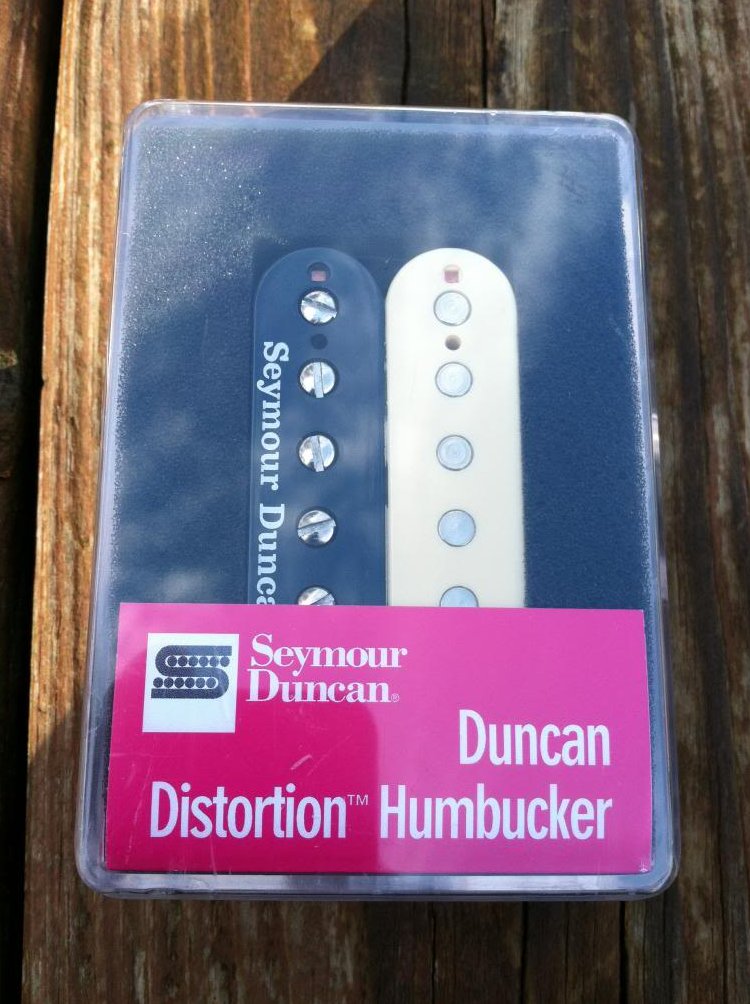 Seymour Dunca
Seymour
Duncan®
Duncan
Distortion™ Humbucker